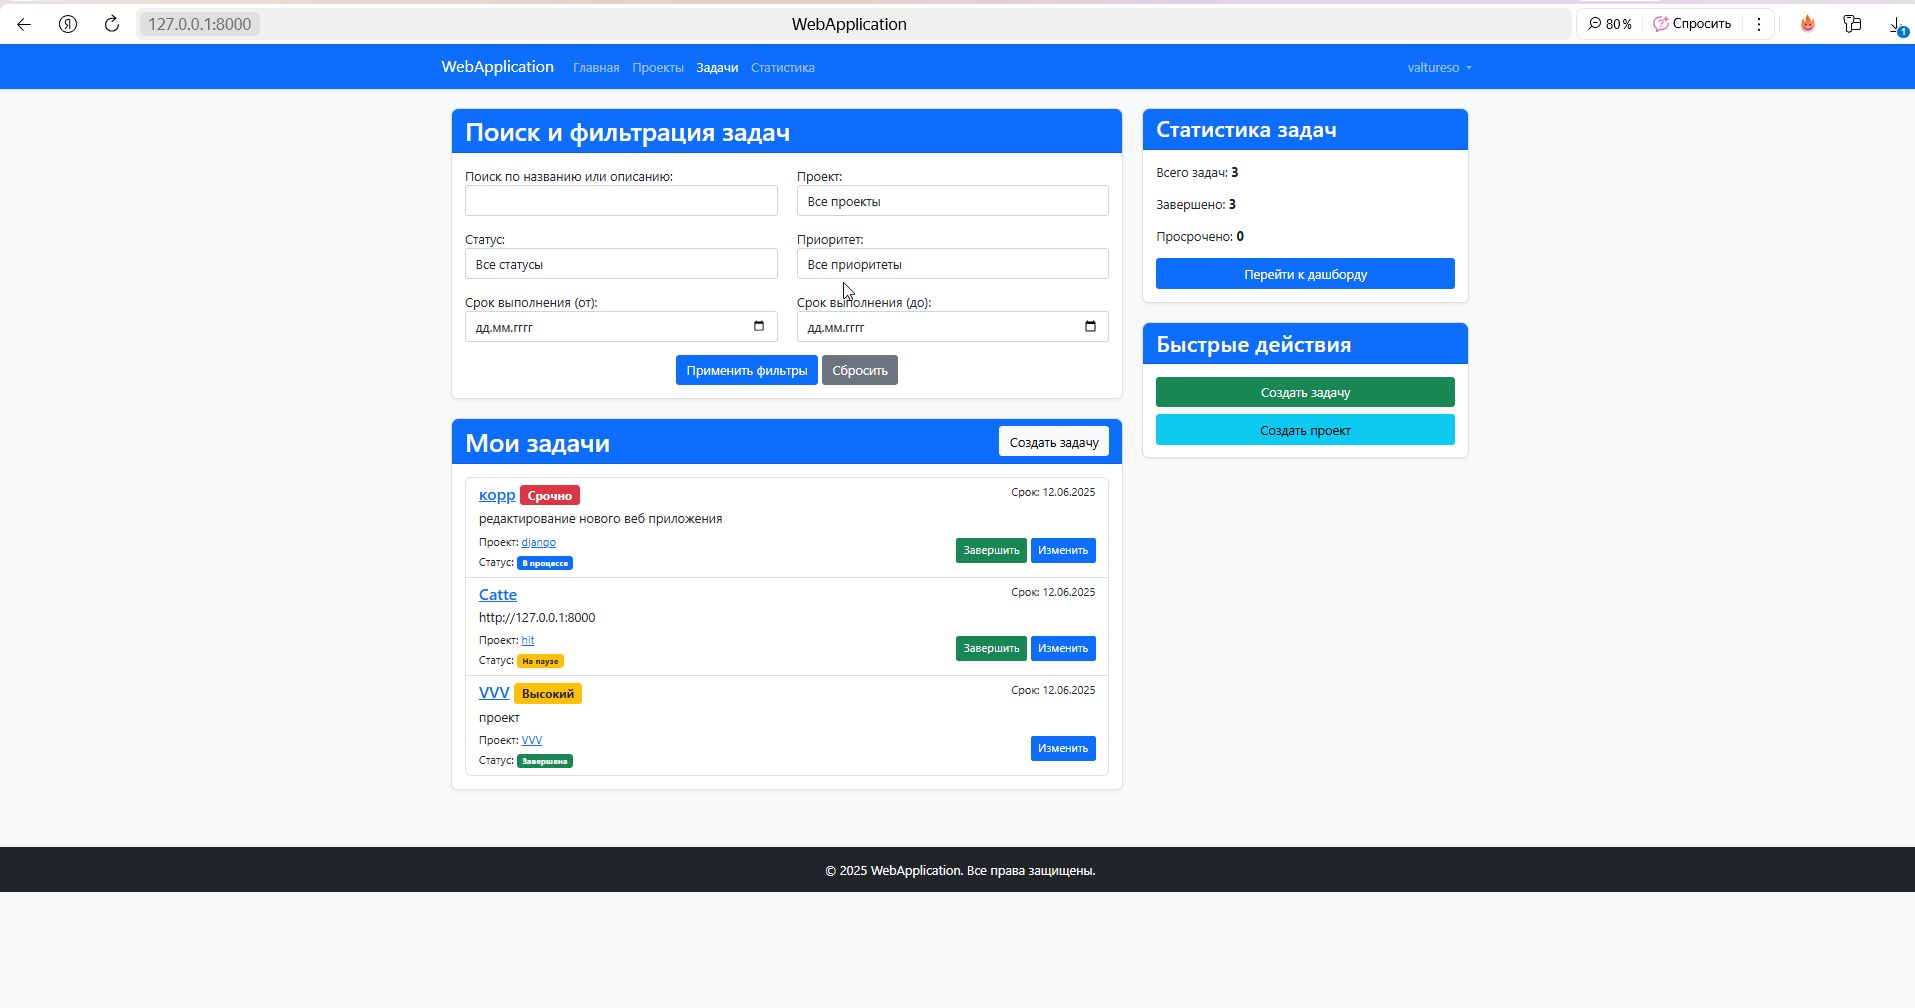 127.0.0.1:8000
WebApplication
80%
Спросить
1
WebApplication Главная Проекты Задачи Статистика valtureso
Поиск и фильтрация задач
Поиск по названию или описанию:
Проект:
Все проекты
Статус:
Приоритет:
Все статусы
Все приоритеты
Срок выполнения (от):
Срок выполнения (до):
дд.мм.гггг
дд.мм.гггг
Применить фильтры
Сбросить
Мои задачи
Создать задачу
корр Срочно
Срок: 12.06.2025
редактирование нового веб приложения
Проект: django
Статус: В процессе
Завершить
Изменить
Catte
Срок: 12.06.2025
http://127.0.0.1:8000
Проект: hit
Статус: На паузе
Завершить
Изменить
VVV Высокий
Срок: 12.06.2025
проект
Проект: VVV
Статус: Завершена
Изменить
Статистика задач
Всего задач: 3
Завершено: 3
Просрочено: 0
Перейти к дашборду
Быстрые действия
Создать задачу
Создать проект
© 2025 WebApplication. Все права защищены.